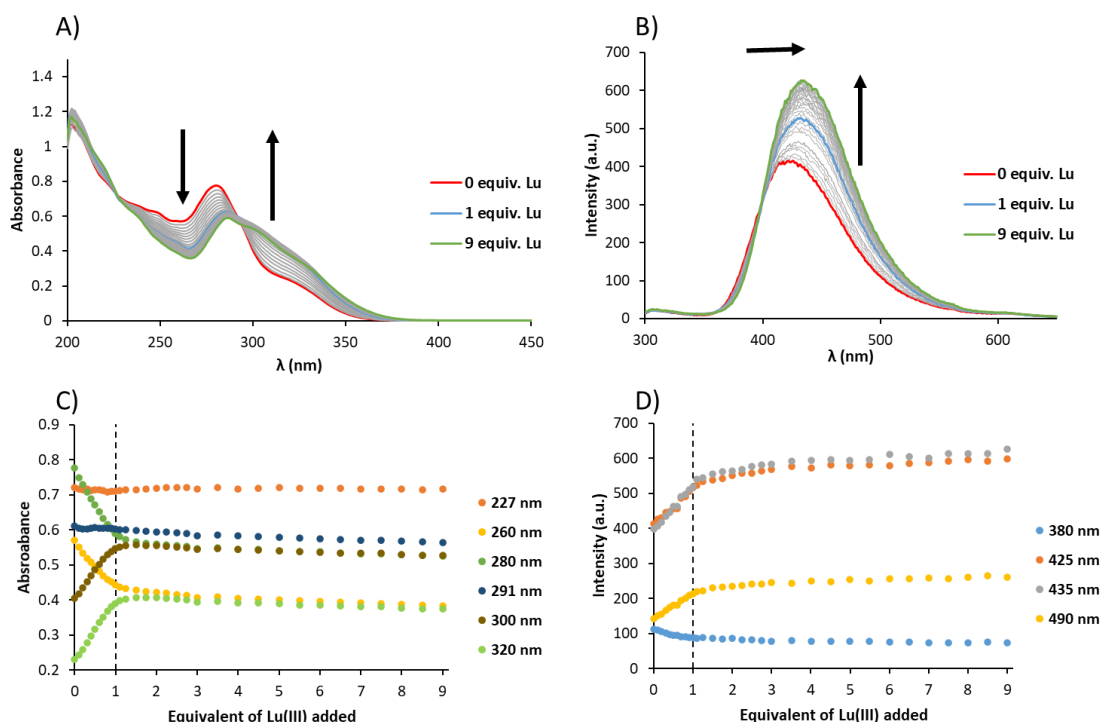 A)
1.4
1.2
1
0.8
0.6
0.4
0.2
0
200 250 300 350 400 450
Absorbance
λ (nm)
0 equiv. Lu
1 equiv. Lu
9 equiv. Lu
B)
700
600
500
400
300
200
100
0
300 400 500 600
Intensity (a.u.)
λ (nm)
0 equiv. Lu
1 equiv. Lu
9 equiv. Lu
C)
0.9
0.8
0.7
0.6
0.5
0.4
0.3
0.2
0 1 2 3 4 5 6 7 8 9
Absroabance
Equivalent of Lu(III) added
227 nm
260 nm
280 nm
291 nm
300 nm
320 nm
D)
700
600
500
400
300
200
100
0
0 1 2 3 4 5 6 7 8 9
Intensity (a.u.)
Equivalent of Lu(III) added
380 nm
425 nm
435 nm
490 nm